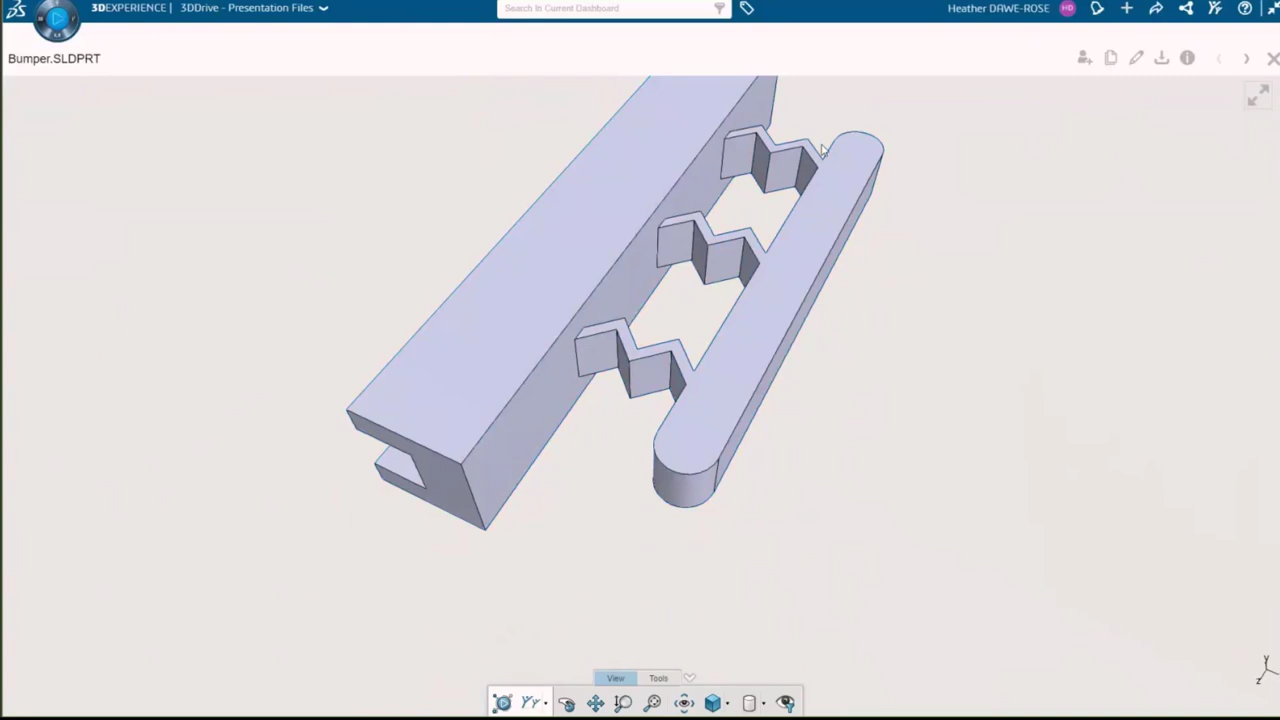 3DEXPERIENCE | 3DDrive - Presentation Files
Search In Current Dashboard
Heather DAWE-ROSE HD
Bumper.SLDPRT
View Tools
y
z